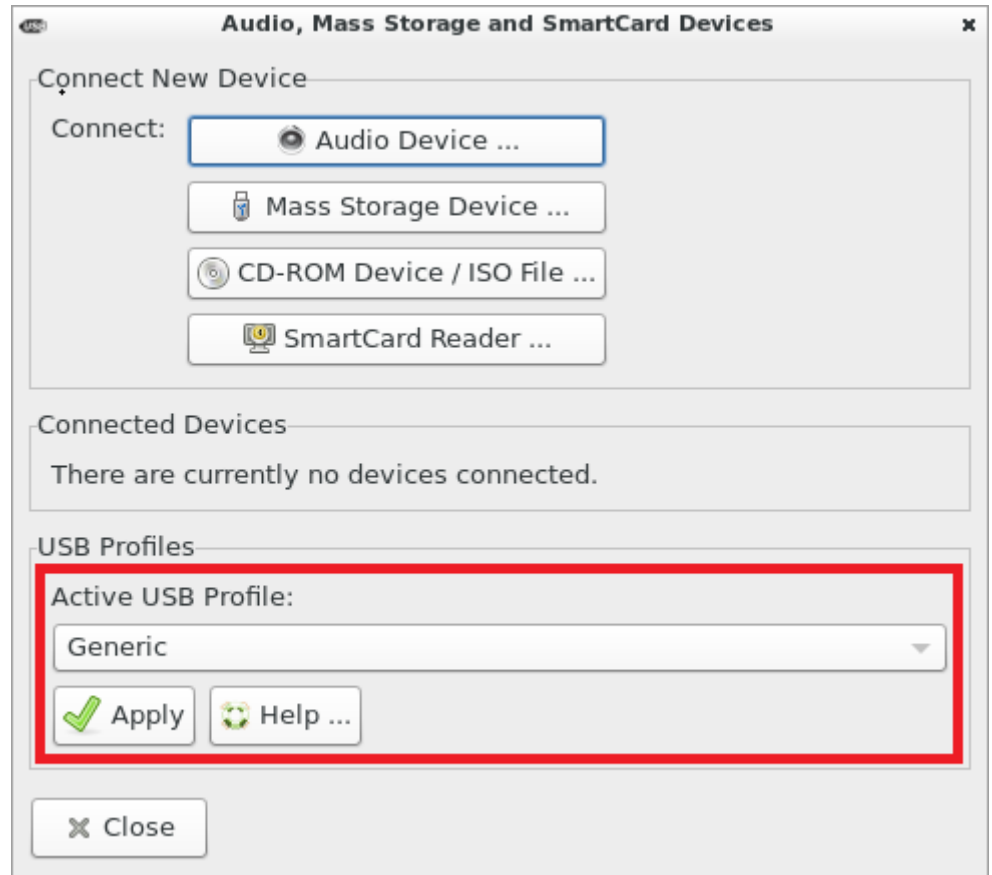 Audio, Mass Storage and SmartCard Devices
Connect New Device
Connect:
Audio Device ...
Mass Storage Device ...
CD-ROM Device / ISO File ...
SmartCard Reader ...
Connected Devices
There are currently no devices connected.
USB Profiles
Active USB Profile:
Generic
Apply
Help ...
Close